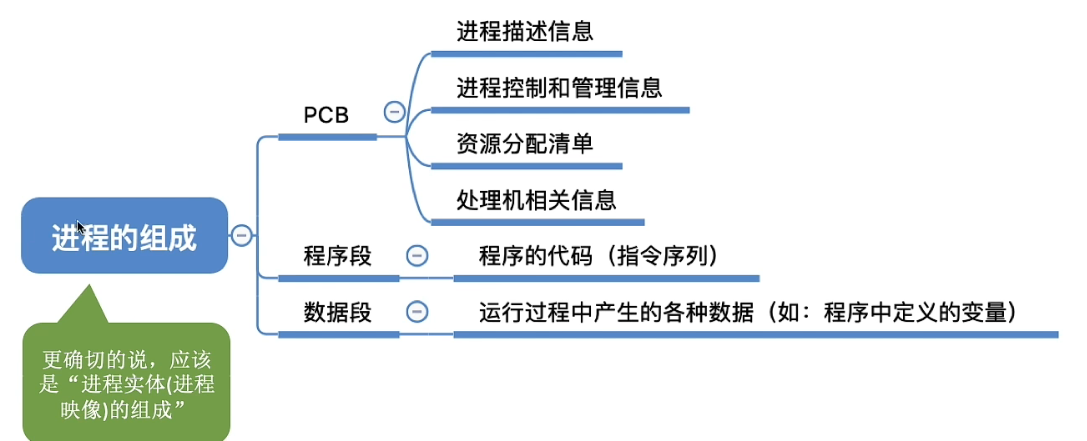 进程描述信息
进程控制和管理信息
PCB
资源分配清单
处理机相关信息
进程的组成
程序段
程序的代码（指令序列）
数据段
运行过程中产生的各种数据（如：程序中定义的变量）
更确切的说，应该
是“进程实体(进程
映像)的组成”